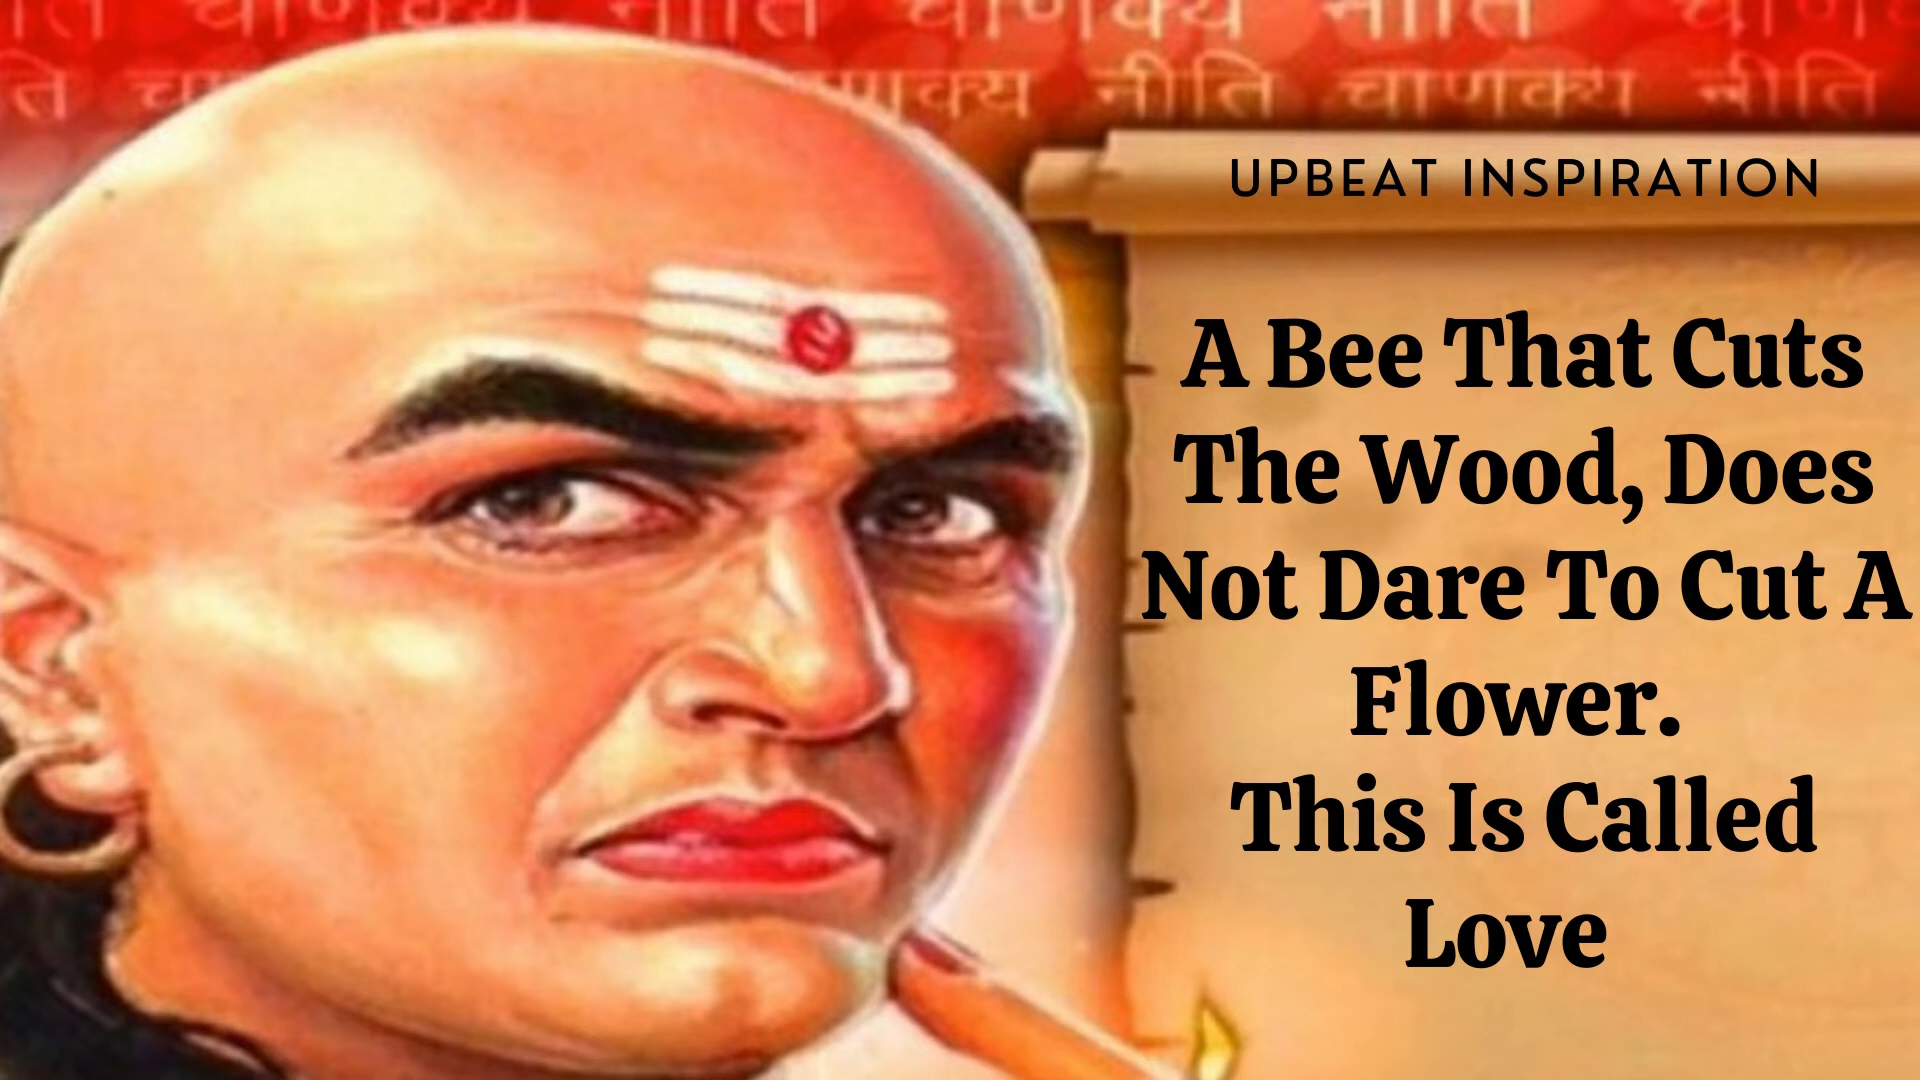 चाणक्य नीति चाणक्य नीति
चाणक्य नीति चाणक्य नीति
UPBEAT INSPIRATION
A Bee That Cuts
The Wood, Does
Not Dare To Cut A
Flower.
This Is Called
Love